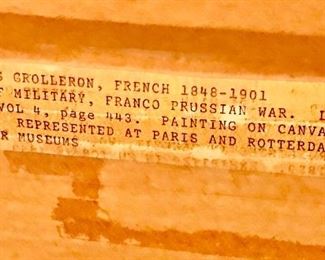 S GROLLERON, FRENCH 1848-1901
F MILITARY, FRANCO PRUSSIAN WAR.
VOL 4, page 443. PAINTING ON CANVA
REPRESENTED AT PARIS AND ROTTERDA
R MUSEUMS